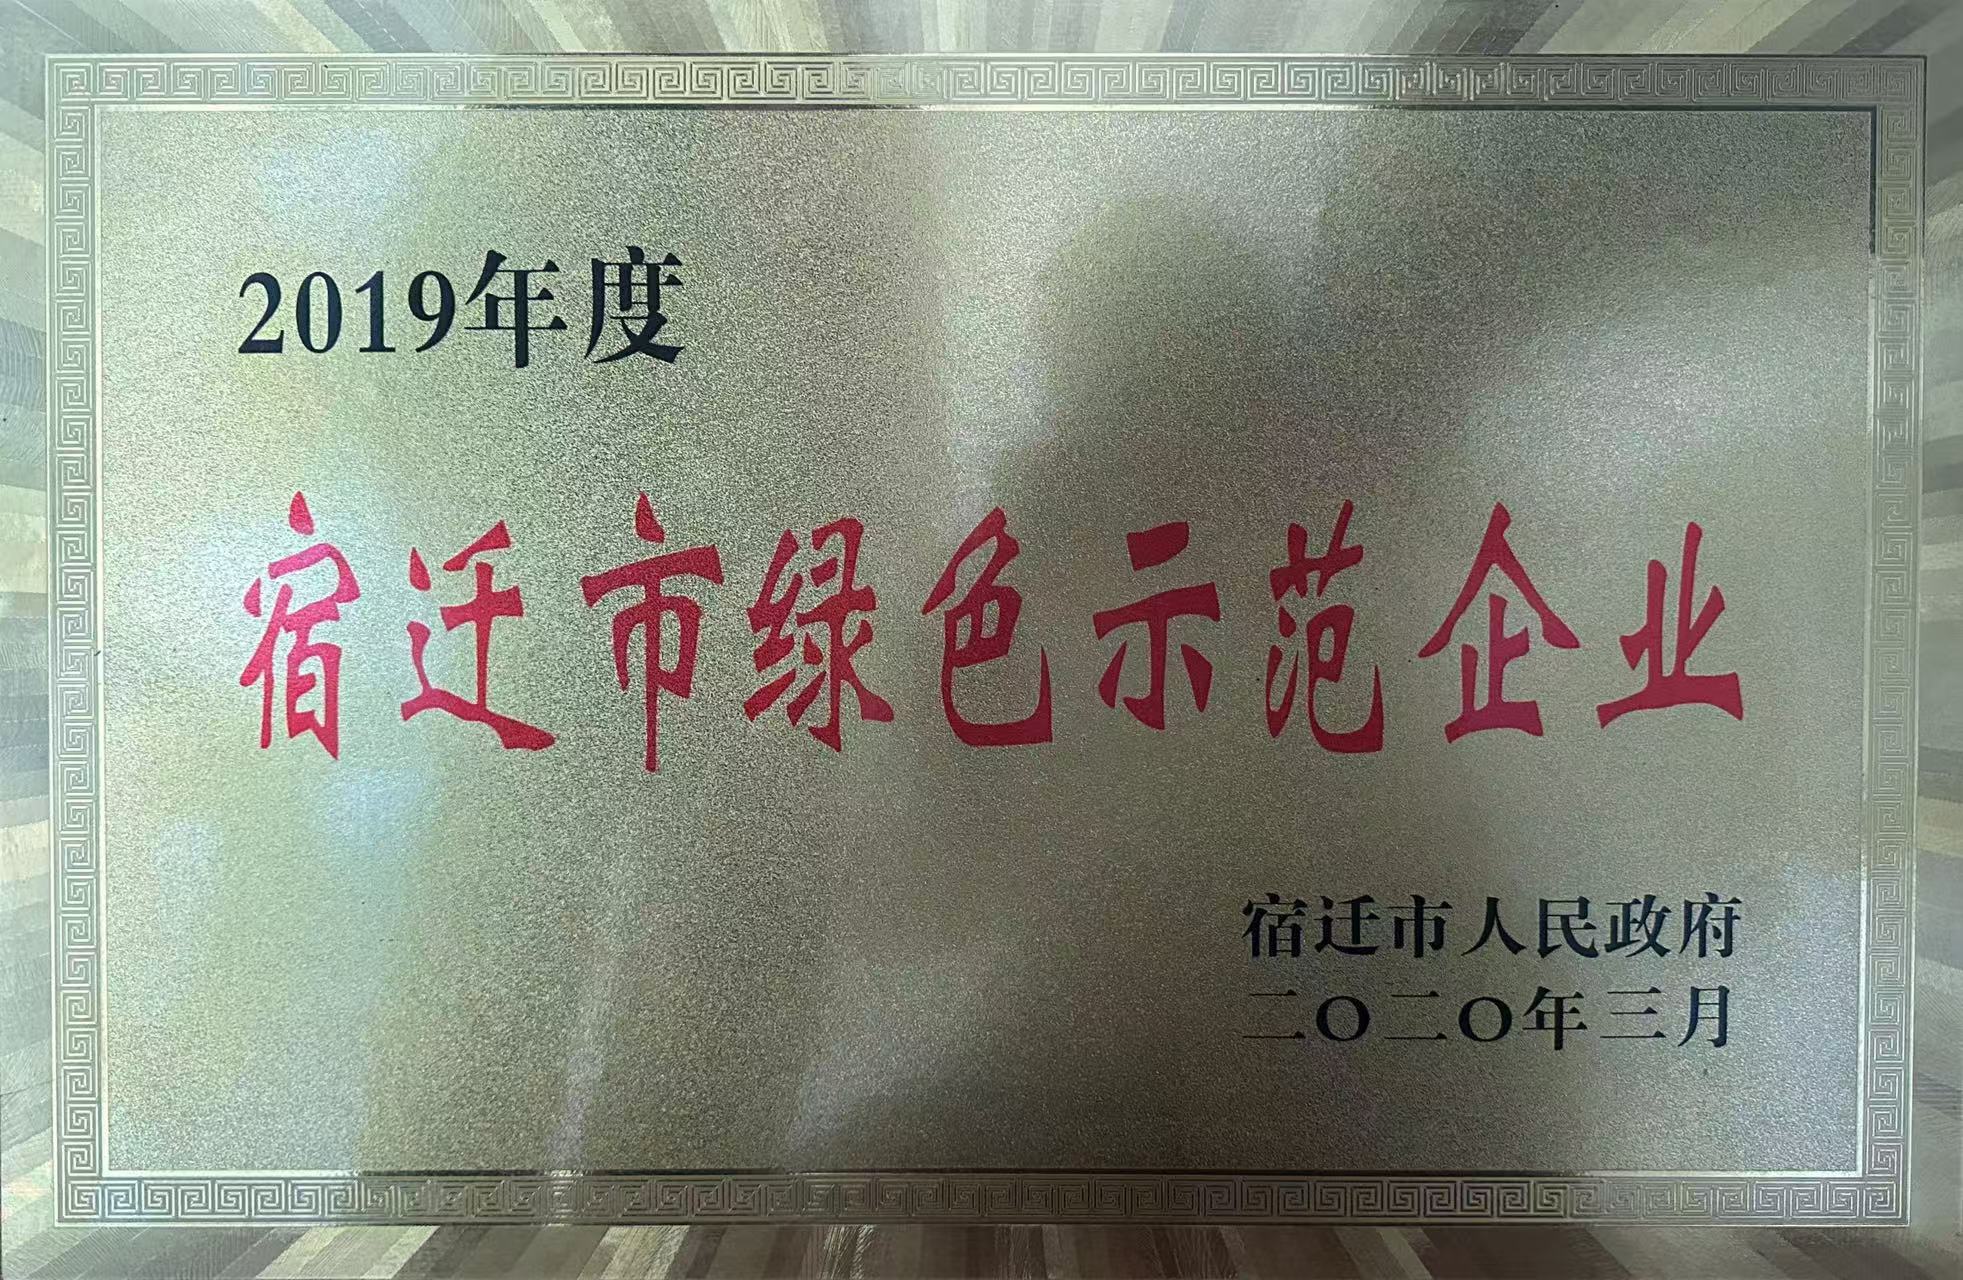 2019年度
宿迁市绿色示范企业
宿迁市人民政府
二〇二〇年三月